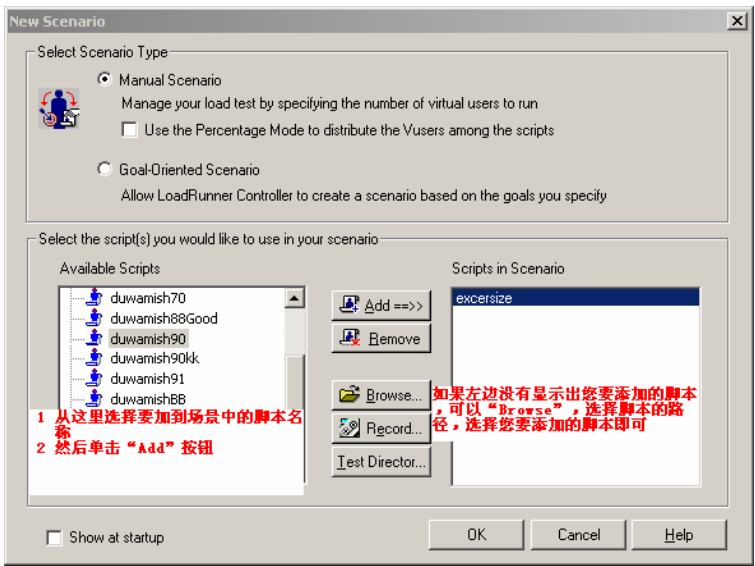 New Scenario
Select Scenario Type
Manual Scenario
Manage your load test by specifying the number of virtual users to run
Use the Percentage Mode to distribute the Vusers among the scripts
Goal-Oriented Scenario
Allow LoadRunner Controller to create a scenario based on the goals you specify
Select the script(s) you would like to use in your scenario
Available Scripts
duwamish70
duwamish88Good
duwamish90
duwamish90kk
duwamish91
duwamishBB
1 从这里选择要加到场景中的脚本名
称
2 然后单击“Add”按钮
Add ==>>
Remove
Browse...
Record...
Test Director...
Scripts in Scenario
excersize
如果左边没有显示出您要添加的脚本
，可以“Browse”，选择脚本的路
径，选择您要添加的脚本即可
Show at startup
OK
Cancel
Help